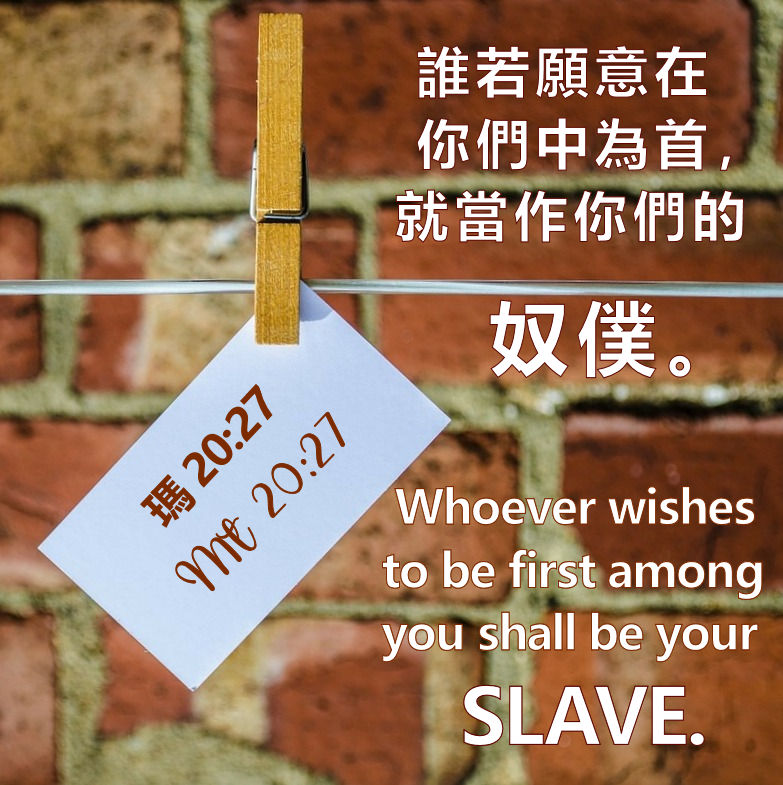 誰若願意在
你們中為首，
就當作你們的
奴僕。
瑪 20:27
Mt 20:27
Whoever wishes
to be first among
you shall be your
SLAVE.